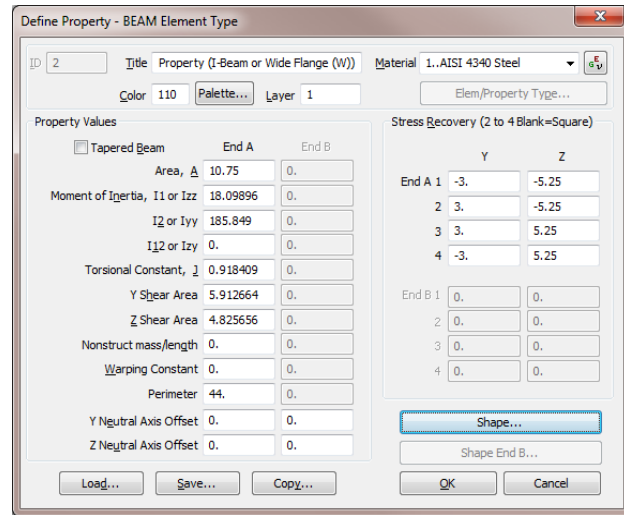 Define Property - BEAM Element Type
ID 2 Title Property (I-Beam or Wide Flange (W)) Material 1..AISI 4340 Steel
Color 110 Palette... Layer 1 Elem/Property Type...
Property Values
Tapered Beam End A End B
Area, A 10.75 0.
Moment of Inertia, I1 or Izz 18.09896 0.
I2 or Iyy 185.849 0.
I12 or Izy 0. 0.
Torsional Constant, J 0.918409 0.
Y Shear Area 5.912664 0.
Z Shear Area 4.825656 0.
Nonstruct mass/length 0. 0.
Warping Constant 0. 0.
Perimeter 44. 0.
Y Neutral Axis Offset 0. 0.
Z Neutral Axis Offset 0. 0.
Stress Recovery (2 to 4 Blank=Square)
Y Z
End A 1 -3. -5.25
2 3. -5.25
3 3. 5.25
4 -3. 5.25
End B 1 0. 0.
2 0. 0.
3 0. 0.
4 0. 0.
Shape...
Shape End B...
Load... Save... Copy... OK Cancel